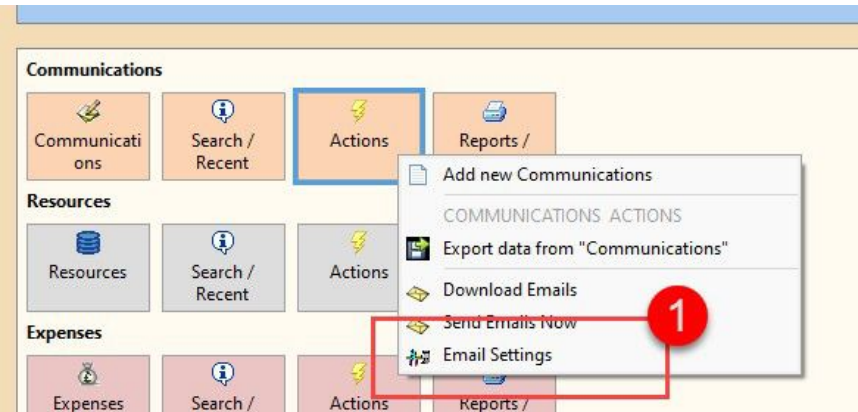 Communications
Communicati
ons
Search /
Recent
Actions
Reports /
Add new Communications
COMMUNICATIONS ACTIONS
Export data from "Communications"
Download Emails
Send Emails Now
Email Settings
1
Resources
Resources
Search /
Recent
Actions
Expenses
Expenses
Search /
Actions
Reports /